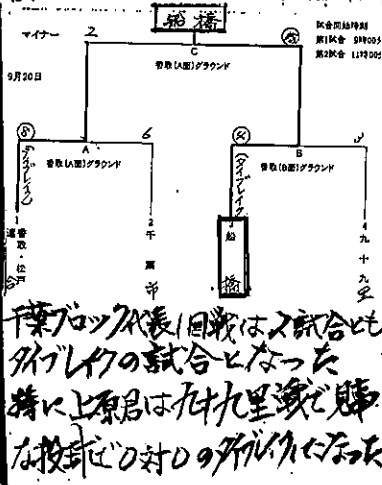 船橋
マイナー
試合開始時刻
第1試合 9時00分
第2試合 11時00分
2
C
香取(A面)グラウンド
9月20日
⑧
6
④
3
A
B
香取(A面)グラウンド
香取(B面)グラウンド
(タイブレイク)
(タイブレイク)
1 香取・松戸連合
2 千葉市
船橋
九十九里
千葉ブロック代表1回戦は2試合とも
タイブレイクの試合となった
特に上原君は九十九里戦で見事
な投球で0対0のタイブレイクになった